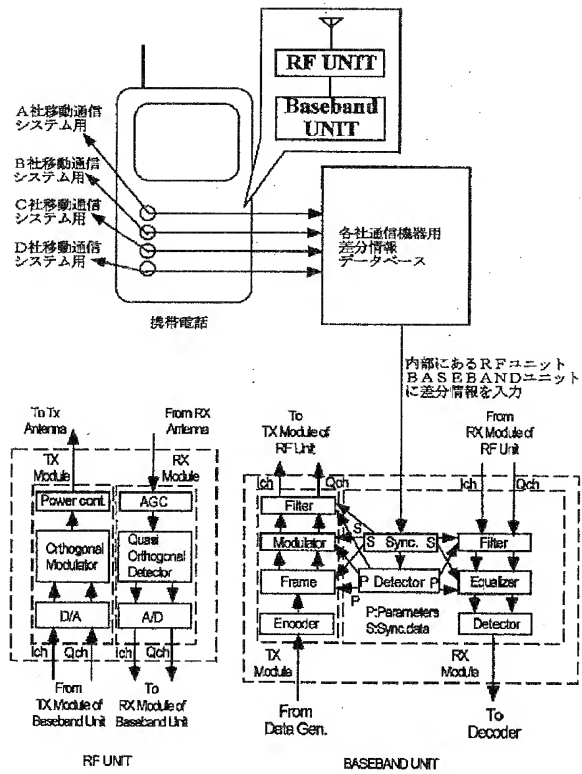 RF UNIT
Baseband
UNIT
A社移動通信
システム用
B社移動通信
システム用
C社移動通信
システム用
D社移動通信
システム用
携帯電話
各社通信機器用
差分情報
データベース
内部にあるRFユニット
BASEBANDユニット
に差分情報を入力
To Tx
Antenna
From RX
Antenna
TX
Module
RX
Module
Power cont.
AGC
Orthogonal
Modulator
Quasi
Orthogonal
Detector
D/A
A/D
Ich
Qch
Ich
Qch
From
TX Module of
Baseband Unit
To
RX Module of
Baseband Unit
RF UNIT
To
TX Module of
RF Unit
From
RX Module of
RF Unit
Ich
Qch
Ich
Qch
Filter
Modulator
Frame
Encoder
S
S Sync. S
P Detector P
P
P:Parameters
S:Sync.data
Filter
Equalizer
Detector
TX
Module
RX
Module
From
Data Gen.
To
Decoder
BASEBAND UNIT